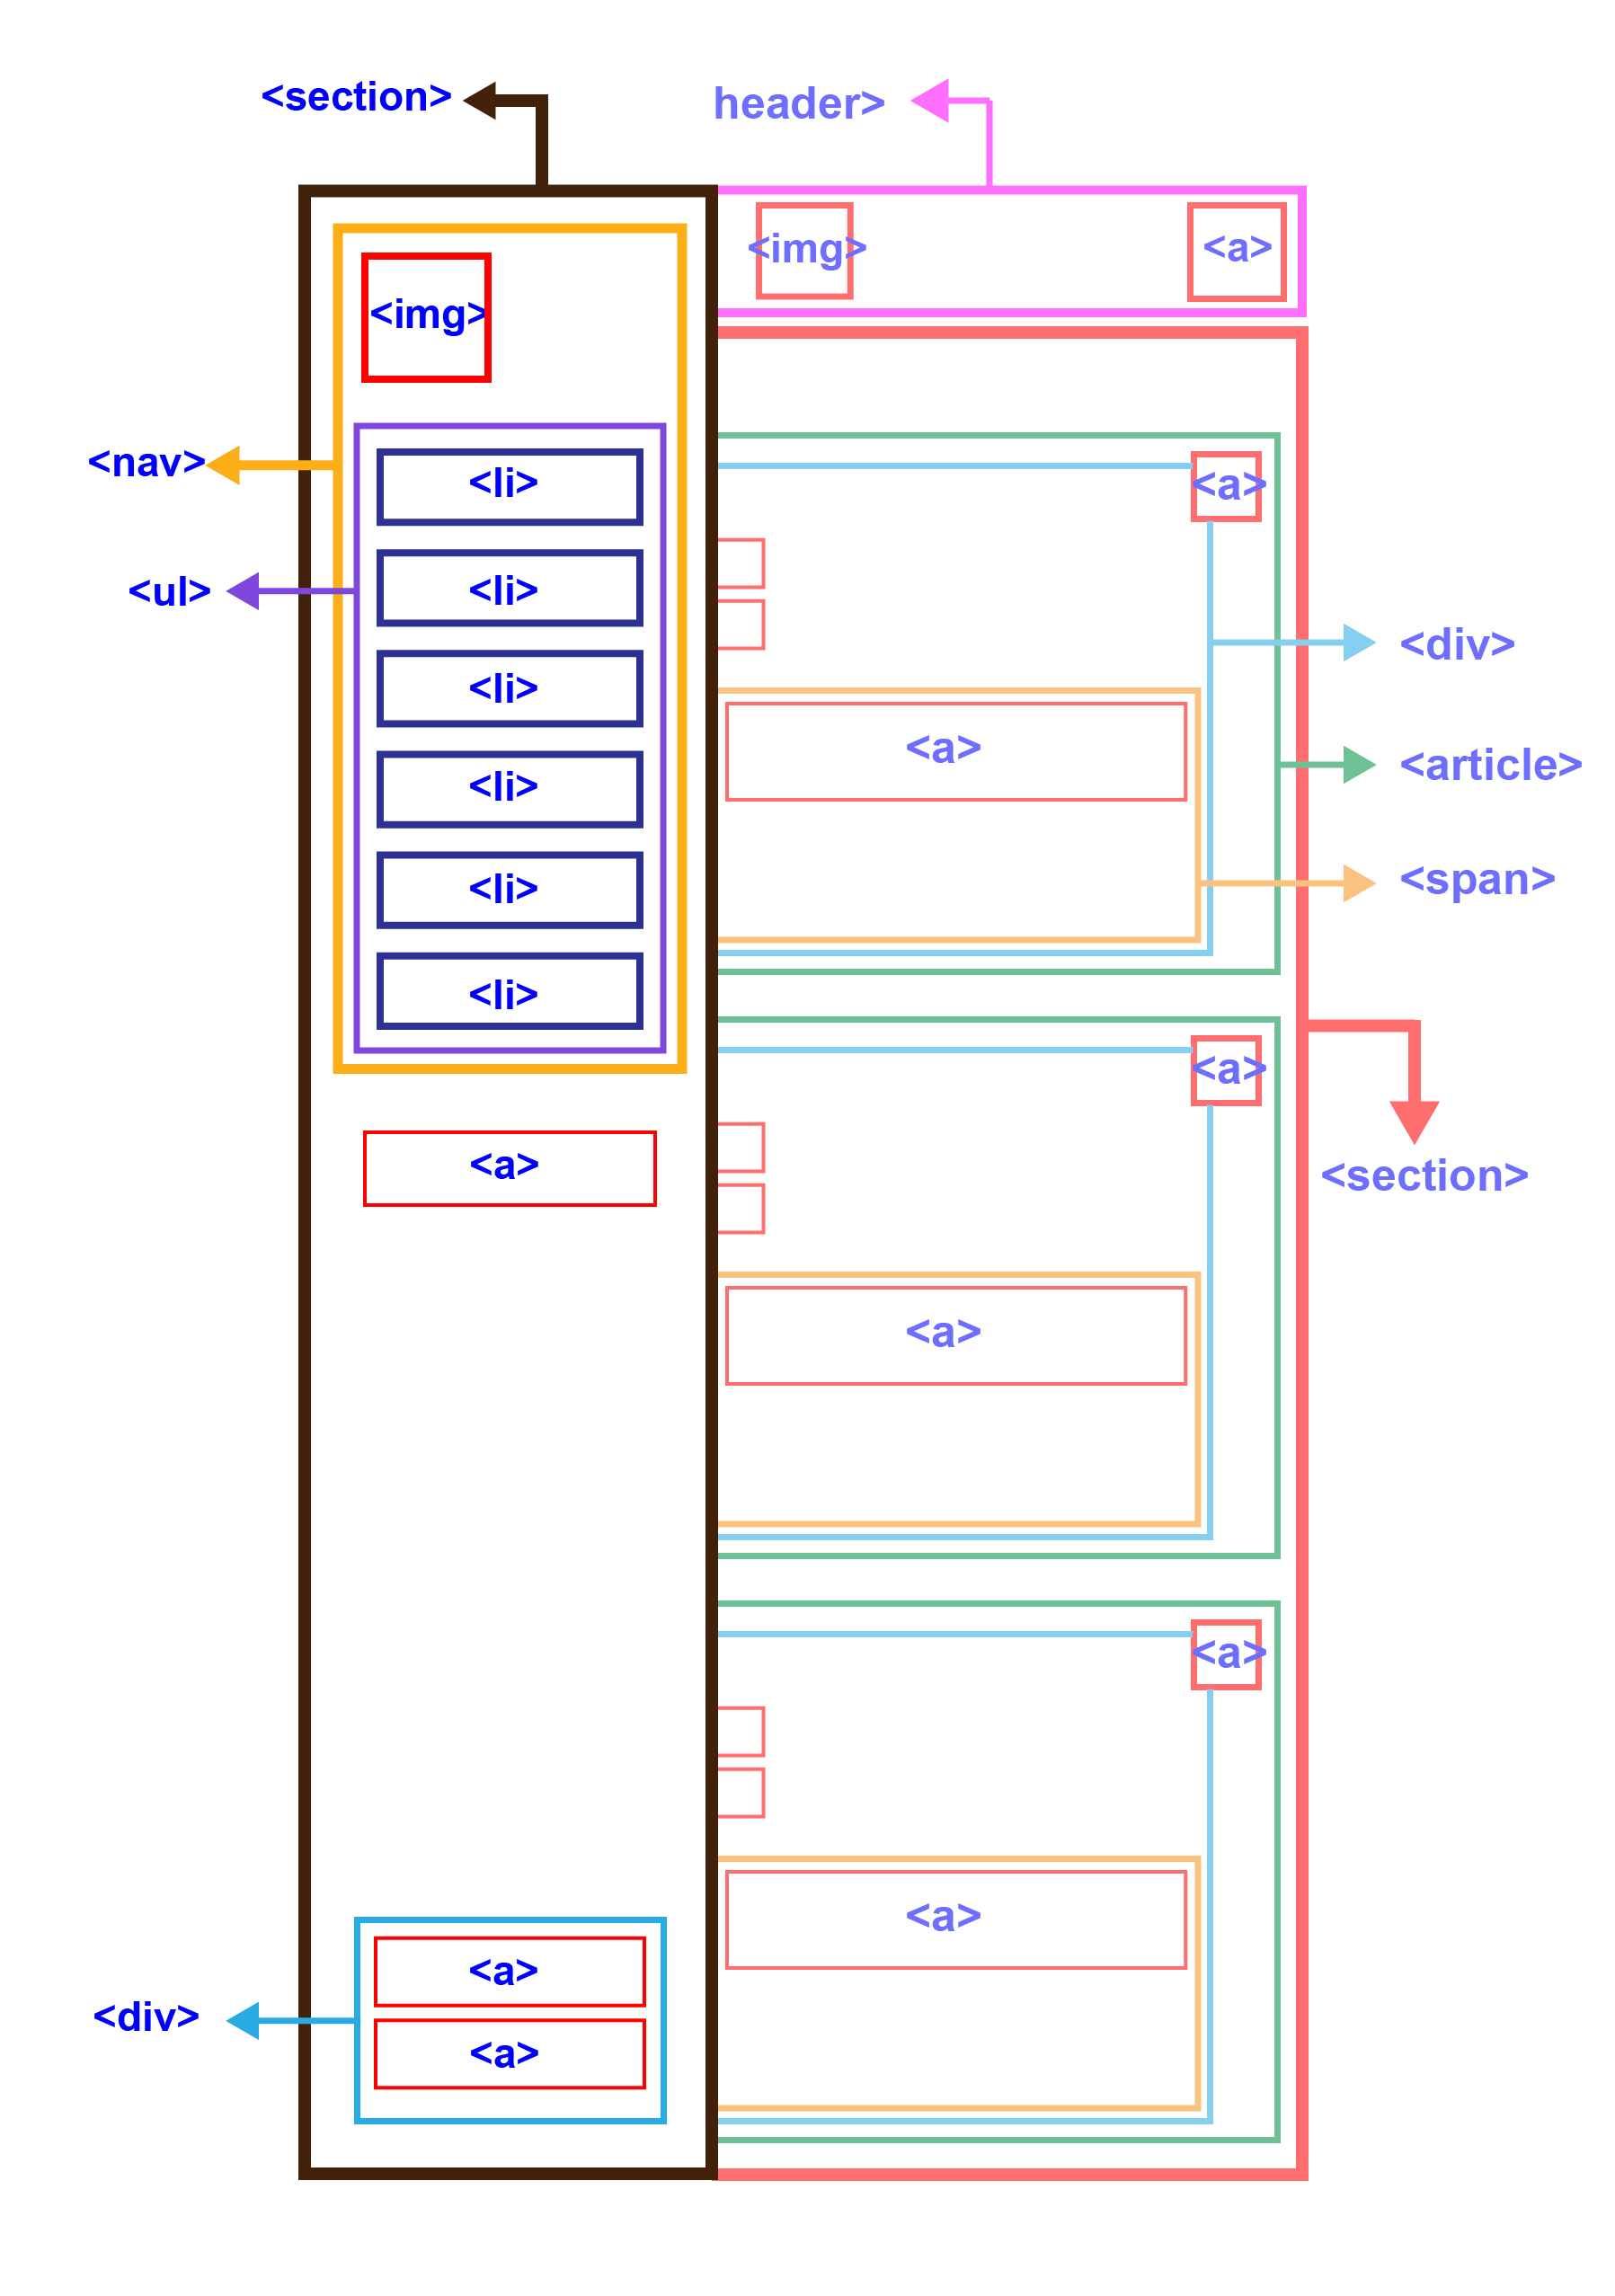 <section>
header>
<img>
<a>
<img>
<nav>
<li>
<a>
<ul>
<li>
<div>
<li>
<a>
<article>
<li>
<span>
<li>
<li>
<a>
<a>
<section>
<a>
<a>
<a>
<a>
<div>
<a>